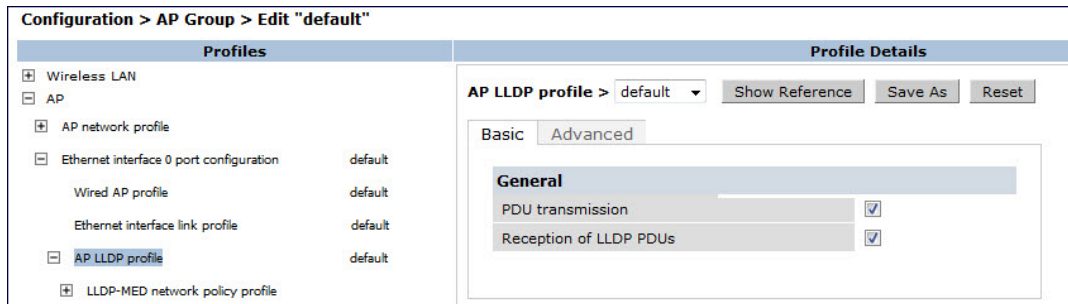 Configuration > AP Group > Edit "default"
Profiles
Wireless LAN
AP
AP network profile
Ethernet interface 0 port configuration default
Wired AP profile default
Ethernet interface link profile default
AP LLDP profile default
LLDP-MED network policy profile
Profile Details
AP LLDP profile > default Show Reference Save As Reset
Basic Advanced
General
PDU transmission
Reception of LLDP PDUs